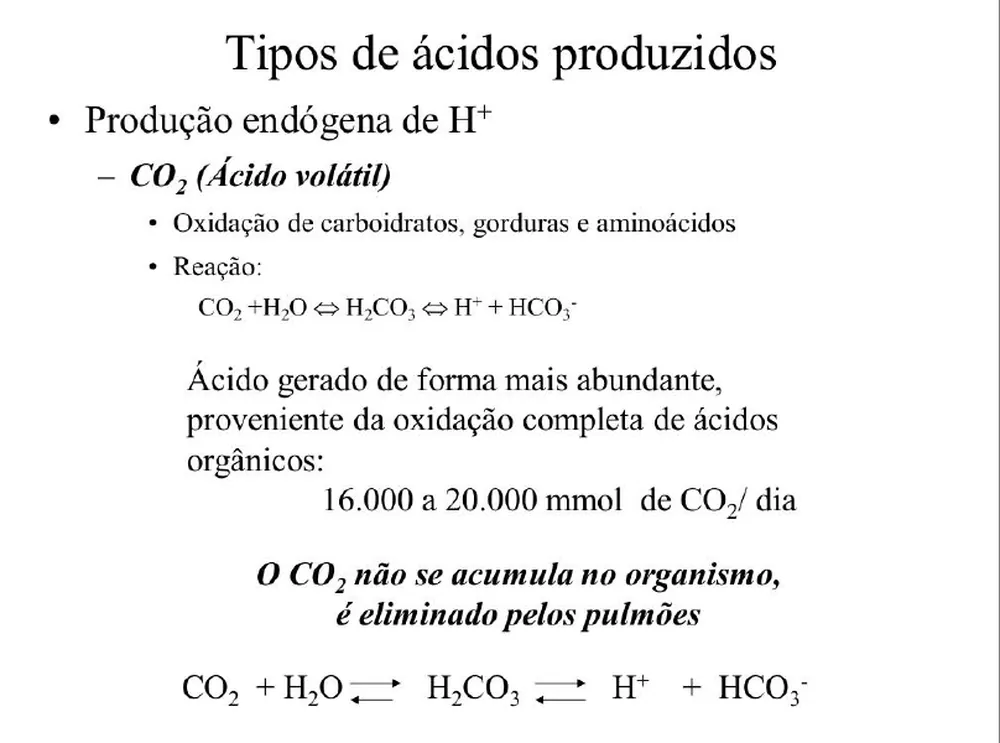 Tipos de ácidos produzidos
• Produção endógena de H⁺
– CO₂ (Ácido volátil)
• Oxidação de carboidratos, gorduras e aminoácidos
• Reação:
CO₂ +H₂O ⇔ H₂CO₃ ⇔ H⁺ + HCO₃⁻
Ácido gerado de forma mais abundante,
proveniente da oxidação completa de ácidos
orgânicos:
16.000 a 20.000 mmol de CO₂/ dia
O CO₂ não se acumula no organismo,
é eliminado pelos pulmões
CO₂ + H₂O ⇌ H₂CO₃ ⇌ H⁺ + HCO₃⁻